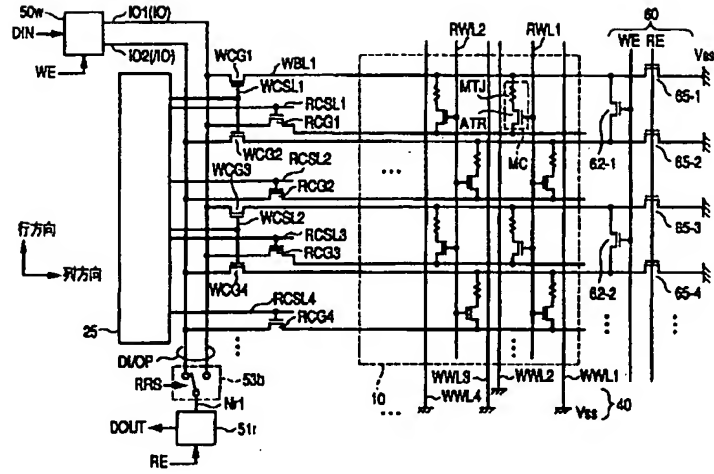 50w
IO1(IO)
DIN
IO2(/IO)
WE
WCG1
WBL1
WCSL1
RCSL1
RCG1
WCG2
RCSL2
WCG3
RCG2
WCSL2
RCSL3
RCG3
WCG4
RCSL4
RCG4
行方向
列方向
25
DI/OP
RRS
53b
Nr1
DOUT
51r
RE
RWL2
RWL1
MTJ
ATR
MC
...
10
WWL3
WWL4
WWL2
WWL1
Vss
40
60
WE
RE
Vss
62-1
62-2
65-1
65-2
65-3
65-4